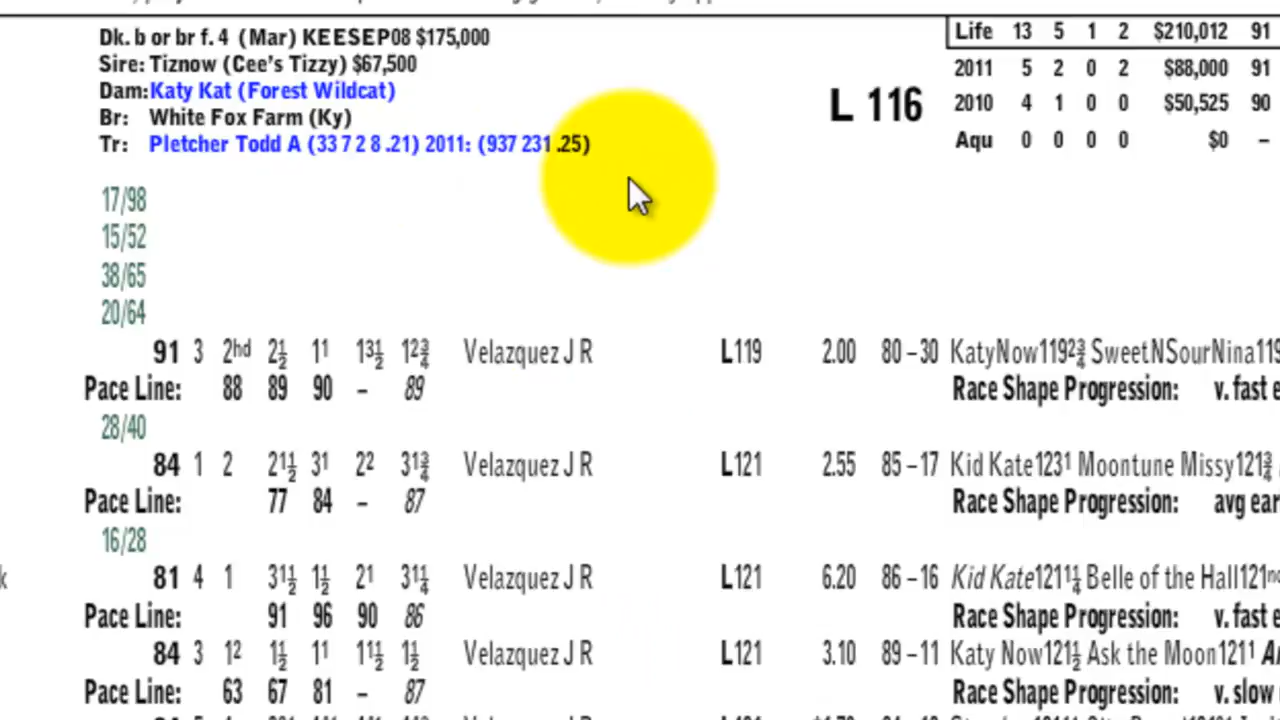 Dk. b or br f. 4 (Mar) KEESEP08 $175,000
Sire: Tiznow (Cee's Tizzy) $67,500
Dam: Katy Kat (Forest Wildcat)
Br: White Fox Farm (Ky)
Tr: Pletcher Todd A (33 7 2 8 .21) 2011: (937 231 .25)
L 116
Life 13 5 1 2 $210,012 91
2011 5 2 0 2 $88,000 91
2010 4 1 0 0 $50,525 90
Aqu 0 0 0 0 $0 –
17/98
15/52
38/65
20/64
91 3 2hd 2½ 1¹ 13½ 12¾ Velazquez J R L119 2.00 80–30 KatyNow1192¾ SweetNSourNina119
Pace Line: 88 89 90 – 89 Race Shape Progression: v. fast e
28/40
84 1 2 21½ 3¹ 2² 31¾ Velazquez J R L121 2.55 85–17 Kid Kate123¹ Moontune Missy121¾
Pace Line: 77 84 – 87 Race Shape Progression: avg ear
16/28
81 4 1 31½ 1½ 2¹ 31¼ Velazquez J R L121 6.20 86–16 Kid Kate1211¼ Belle of the Hall121no
Pace Line: 91 96 90 86 Race Shape Progression: v. fast e
84 3 1² 1½ 1¹ 11½ 1½ Velazquez J R L121 3.10 89–11 Katy Now121½ Ask the Moon121¹
Pace Line: 63 67 81 – 87 Race Shape Progression: v. slow